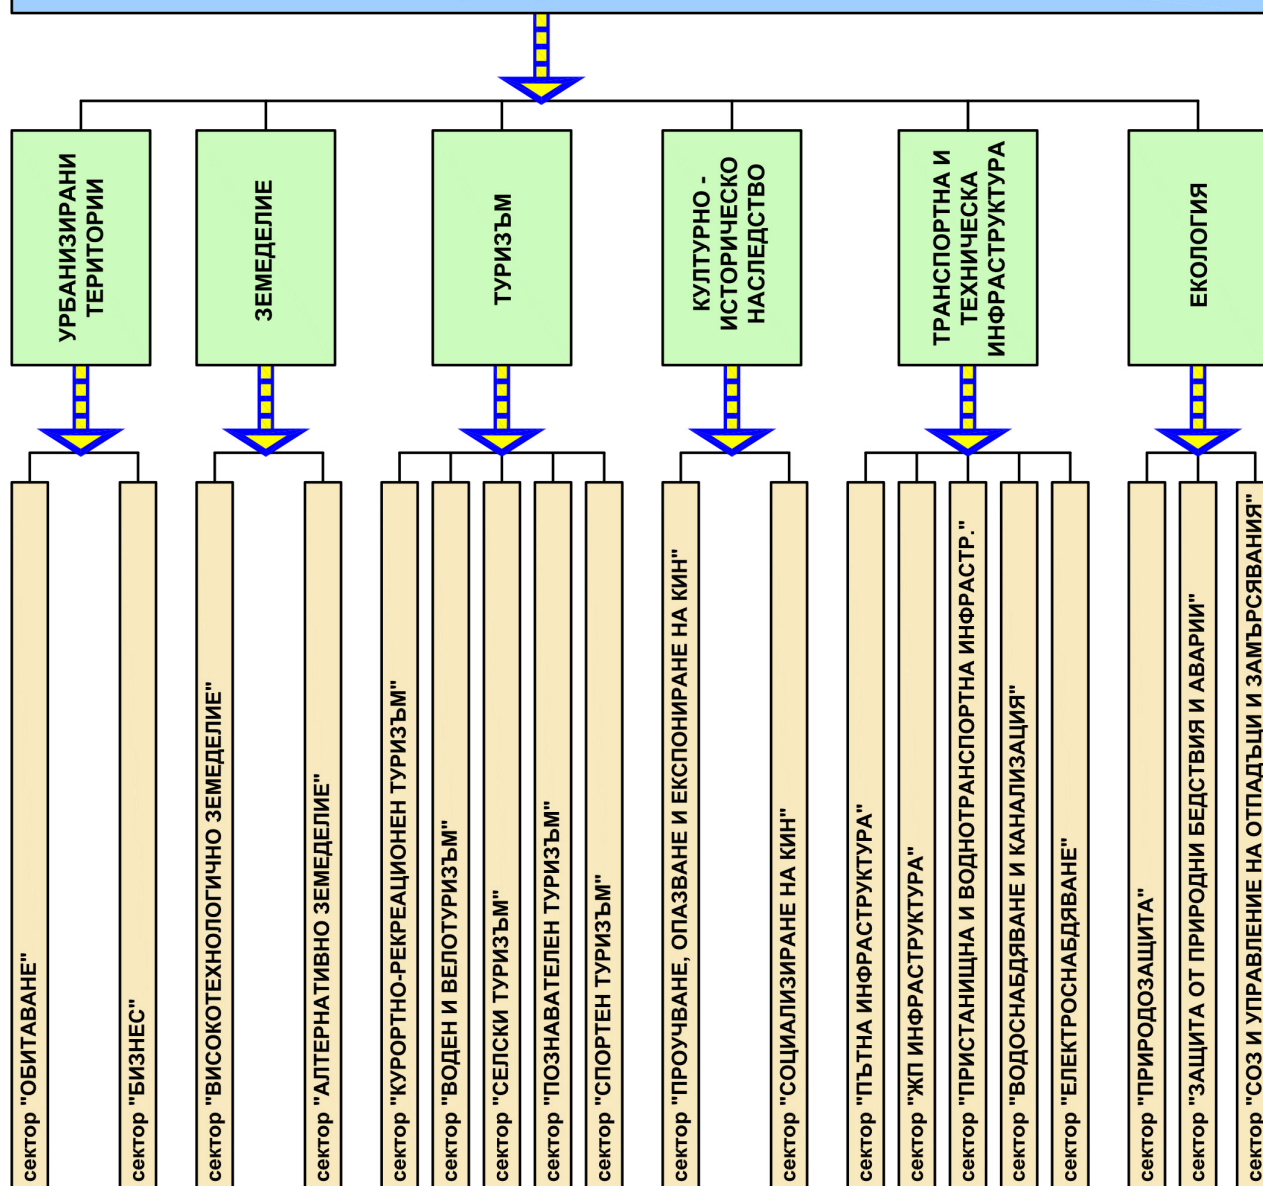 УРБАНИЗИРАНИ
ТЕРИТОРИИ
ЗЕМЕДЕЛИЕ
ТУРИЗЪМ
КУЛТУРНО -
ИСТОРИЧЕСКО
НАСЛЕДСТВО
ТРАНСПОРТНА И
ТЕХНИЧЕСКА
ИНФРАСТРУКТУРА
ЕКОЛОГИЯ
сектор "ОБИТАВАНЕ"
сектор "БИЗНЕС"
сектор "ВИСОКОТЕХНОЛОГИЧНО ЗЕМЕДЕЛИЕ"
сектор "АЛТЕРНАТИВНО ЗЕМЕДЕЛИЕ"
сектор "КУРОРТНО-РЕКРЕАЦИОНЕН ТУРИЗЪМ"
сектор "ВОДЕН И ВЕЛОТУРИЗЪМ"
сектор "СЕЛСКИ ТУРИЗЪМ"
сектор "ПОЗНАВАТЕЛЕН ТУРИЗЪМ"
сектор "СПОРТЕН ТУРИЗЪМ"
сектор "ПРОУЧВАНЕ, ОПАЗВАНЕ И ЕКСПОНИРАНЕ НА КИН"
сектор "СОЦИАЛИЗИРАНЕ НА КИН"
сектор "ПЪТНА ИНФРАСТРУКТУРА"
сектор "ЖП ИНФРАСТРУКТУРА"
сектор "ПРИСТАНИЩНА И ВОДНОТРАНСПОРТНА ИНФРАСТР."
сектор "ВОДОСНАБДЯВАНЕ И КАНАЛИЗАЦИЯ"
сектор "ЕЛЕКТРОСНАБДЯВАНЕ"
сектор "ПРИРОДОЗАЩИТА"
сектор "ЗАЩИТА ОТ ПРИРОДНИ БЕДСТВИЯ И АВАРИИ"
сектор "СОЗ И УПРАВЛЕНИЕ НА ОТПАДЪЦИ И ЗАМЪРСЯВАНИЯ"